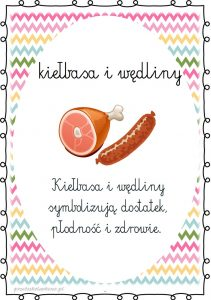 kiełbasa i wędliny
Kiełbasa i wędliny
symbolizują dostatek,
płodność i zdrowie.